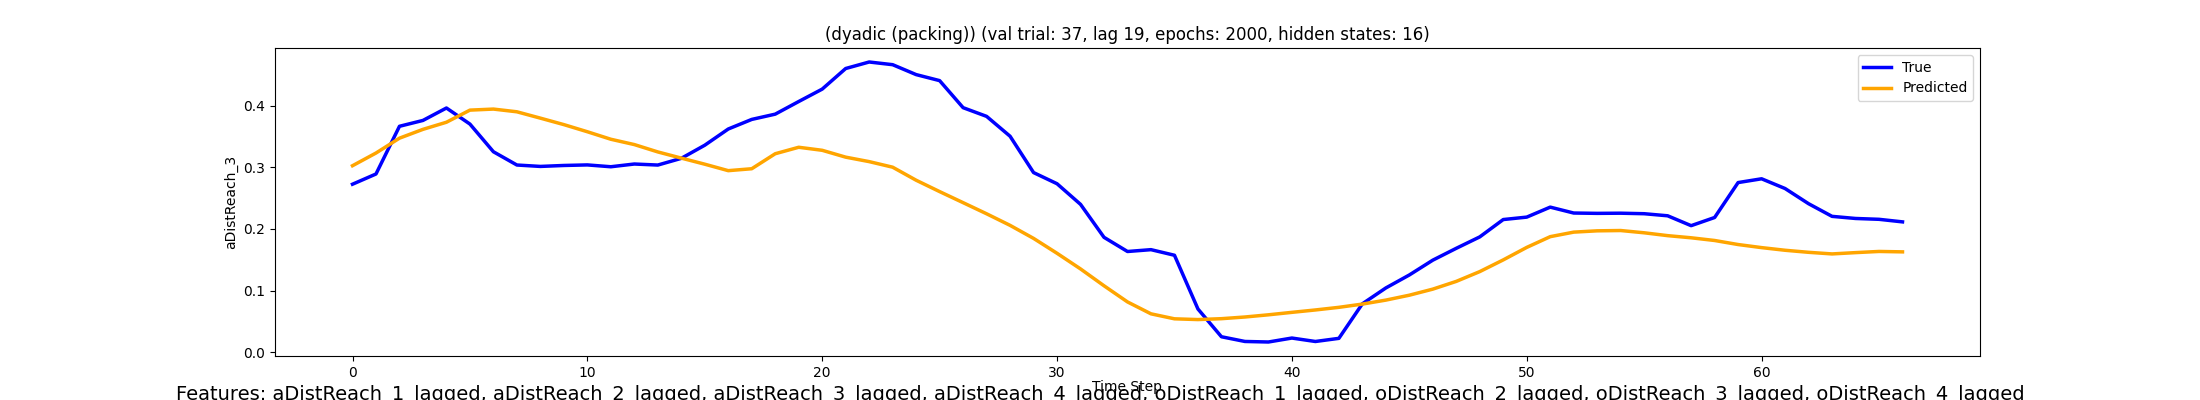 (dyadic (packing)) (val trial: 37, lag 19, epochs: 2000, hidden states: 16)
True
Predicted
aDistReach_3
0.4
0.3
0.2
0.1
0.0
0 10 20 30 40 50 60
Time Step
Features: aDistReach_1_lagged, aDistReach_2_lagged, aDistReach_3_lagged, aDistReach_4_lagged, oDistReach_1_lagged, oDistReach_2_lagged, oDistReach_3_lagged, oDistReach_4_lagged